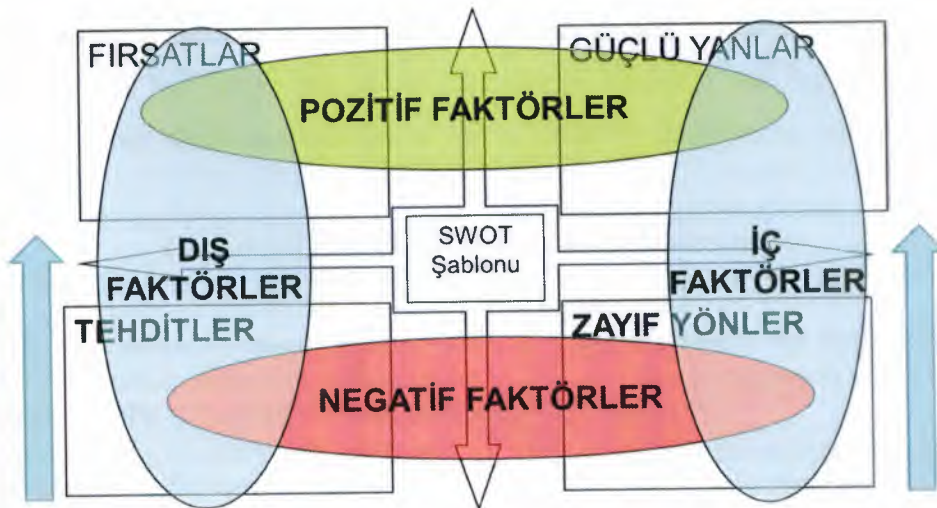 FIRSATLAR
GÜÇLÜ YANLAR
POZİTİF FAKTÖRLER
SWOT
Şablonu
DIŞ
FAKTÖRLER
İÇ
FAKTÖRLER
TEHDİTLER
ZAYIF YÖNLER
NEGATİF FAKTÖRLER